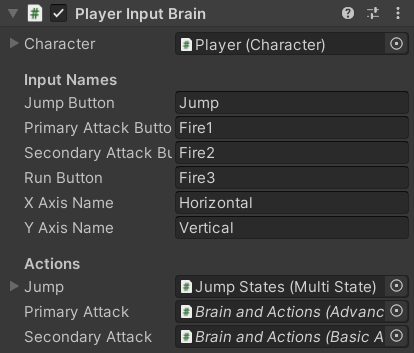 Player Input Brain
Character Player (Character)
Input Names
Jump Button Jump
Primary Attack Butto Fire1
Secondary Attack Bu Fire2
Run Button Fire3
X Axis Name Horizontal
Y Axis Name Vertical
Actions
Jump Jump States (Multi State)
Primary Attack Brain and Actions (Advanc
Secondary Attack Brain and Actions (Basic A